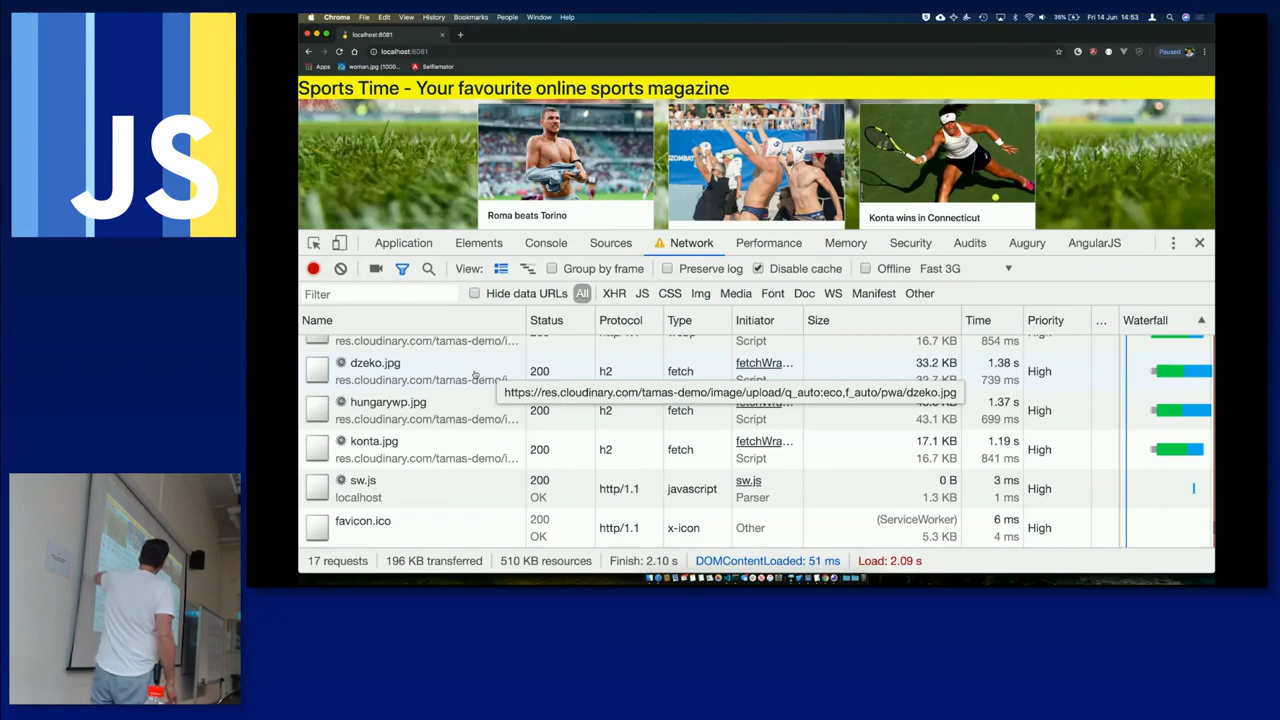 JS
Chrome File Edit View History Bookmarks People Window Help
35% Fri 14 Jun 14:53
localhost:8081
localhost:8081
Paused
Apps woman.jpg (1000... Selfiemator
Sports Time - Your favourite online sports magazine
Roma beats Torino
Konta wins in Connecticut
Application Elements Console Sources Network Performance Memory Security Audits Augury AngularJS
View: Group by frame Preserve log Disable cache Offline Fast 3G
Filter Hide data URLs All XHR JS CSS Img Media Font Doc WS Manifest Other
Name Status Protocol Type Initiator Size Time Priority ... Waterfall
res.cloudinary.com/tamas-demo/i... Script 16.7 KB 854 ms
dzeko.jpg 200 h2 fetch fetchWra... 33.2 KB 1.38 s High
res.cloudinary.com/tamas-demo/i... Script 32.7 KB 739 ms
https://res.cloudinary.com/tamas-demo/image/upload/q_auto:eco,f_auto/pwa/dzeko.jpg
hungarywp.jpg 200 h2 fetch fetchWra... 1.37 s High
res.cloudinary.com/tamas-demo/i... Script 43.1 KB 699 ms
konta.jpg 200 h2 fetch fetchWra... 17.1 KB 1.19 s High
res.cloudinary.com/tamas-demo/i... Script 16.7 KB 841 ms
sw.js 200 http/1.1 javascript sw.js 0 B 3 ms High
localhost OK Parser 1.3 KB 1 ms
favicon.ico 200 http/1.1 x-icon Other (ServiceWorker) 6 ms High
OK 5.3 KB 4 ms
17 requests 196 KB transferred 510 KB resources Finish: 2.10 s DOMContentLoaded: 51 ms Load: 2.09 s